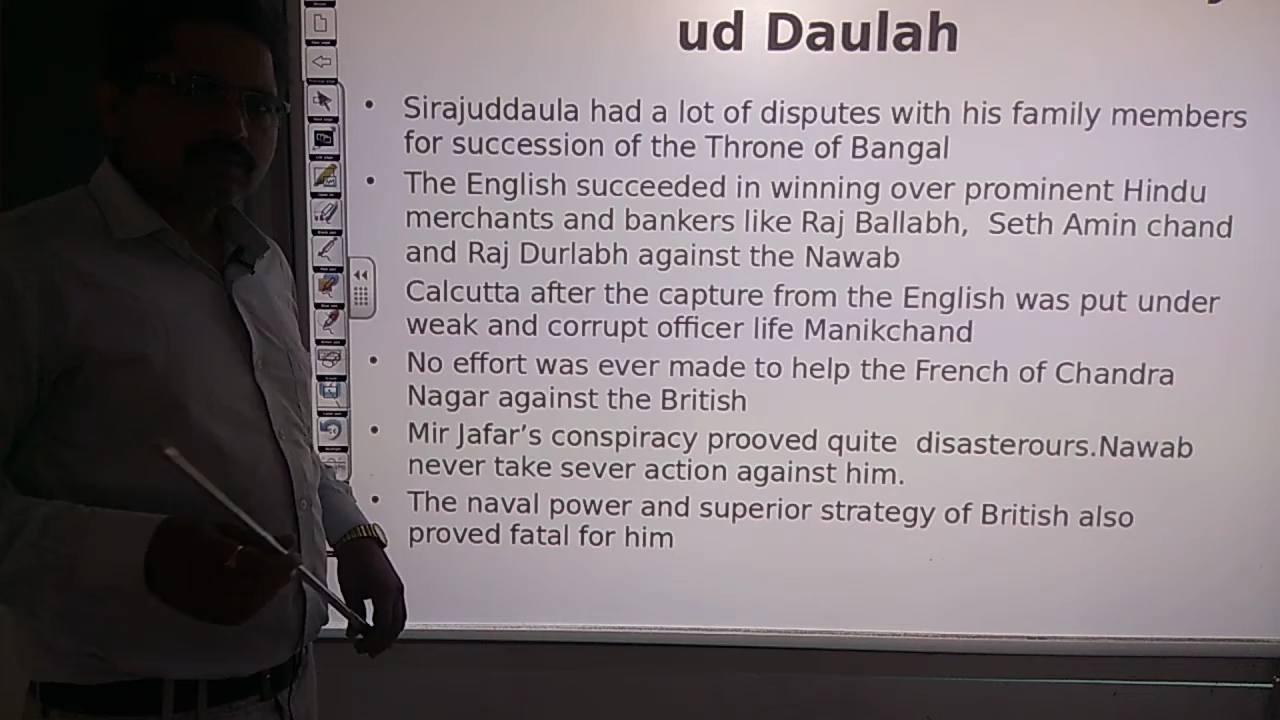 ud Daulah
• Sirajuddaula had a lot of disputes with his family members
for succession of the Throne of Bangal
• The English succeeded in winning over prominent Hindu
merchants and bankers like Raj Ballabh, Seth Amin chand
and Raj Durlabh against the Nawab
Calcutta after the capture from the English was put under
weak and corrupt officer life Manikchand
• No effort was ever made to help the French of Chandra
Nagar against the British
• Mir Jafar’s conspiracy prooved quite disasterours.Nawab
never take sever action against him.
• The naval power and superior strategy of British also
proved fatal for him